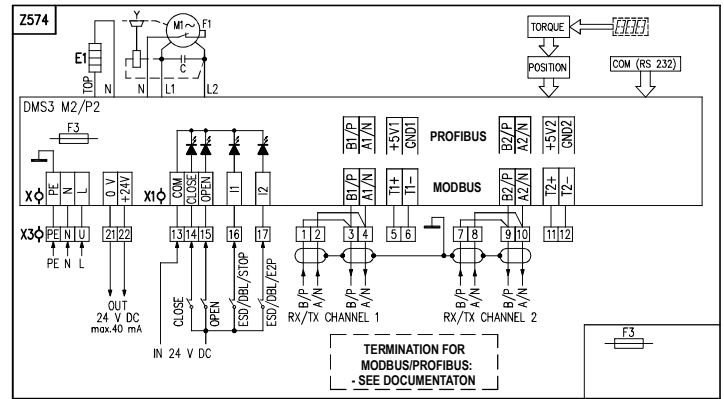 Z574
Y
M1~
F1
E1
C
TOP
N
N
L1
L2
TORQUE
POSITION
COM (RS 232)
DMS3 M2/P2
F3
B1/P
A1/N
+5V1
GND1
PROFIBUS
B2/P
A2/N
+5V2
GND2
X
PE
N
L
0 V
+24V
X1
COM
CLOSE
OPEN
I1
I2
B1/P
A1/N
T1+
T1-
MODBUS
B2/P
A2/N
T2+
T2-
X3
PE
N
U
21
22
13
14
15
16
17
1
2
3
4
5
6
7
8
9
10
11
12
PE
N
L
OUT
24 V DC
max.40 mA
CLOSE
OPEN
ESD/DBL/STOP
ESD/DBL/E2P
IN 24 V DC
B/P
A/N
B/P
A/N
RX/TX CHANNEL 1
B/P
A/N
B/P
A/N
RX/TX CHANNEL 2
TERMINATION FOR
MODBUS/PROFIBUS:
- SEE DOCUMENTATON
F3